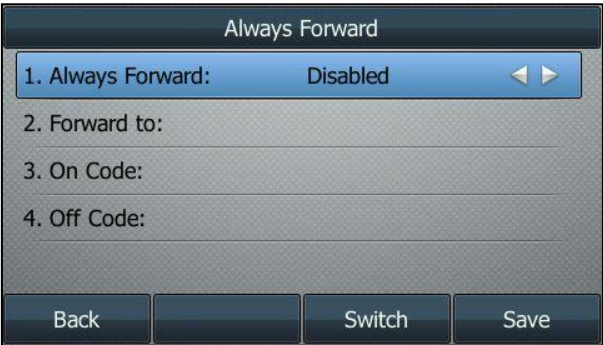 Always Forward
1. Always Forward: Disabled
2. Forward to:
3. On Code:
4. Off Code:
Back Switch Save